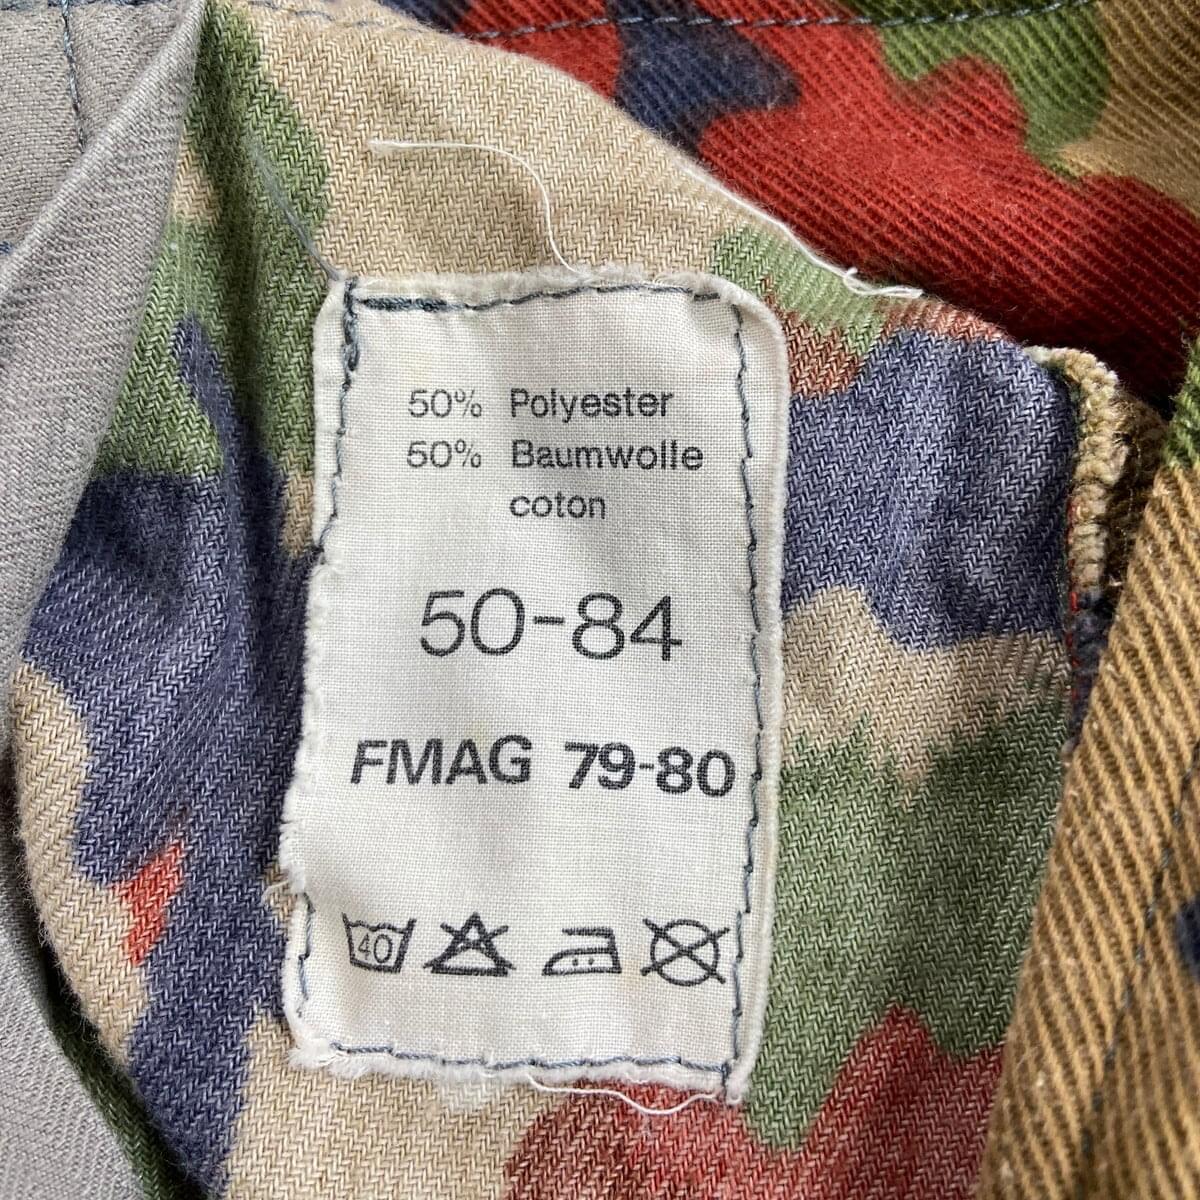 50% Polyester
50% Baumwolle
coton
50-84
FMAG 79-80
40